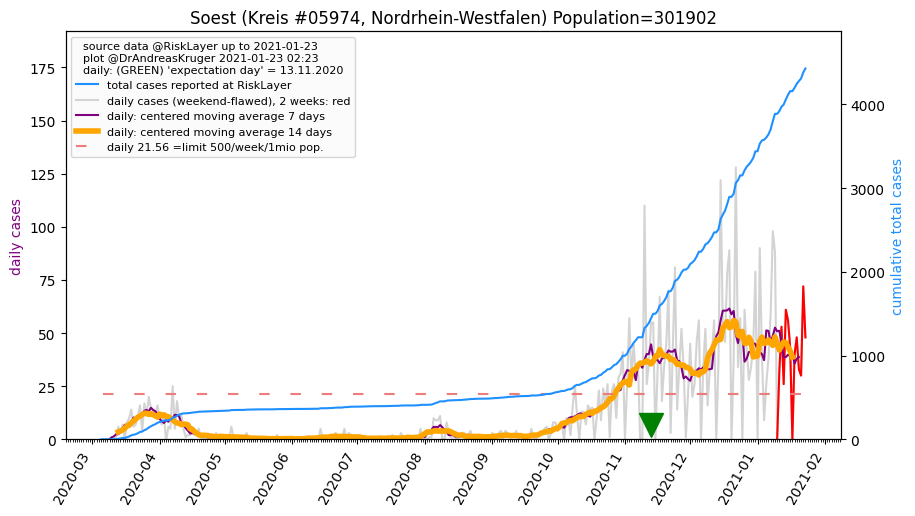 Soest (Kreis #05974, Nordrhein-Westfalen) Population=301902
source data @RiskLayer up to 2021-01-23
plot @DrAndreasKruger 2021-01-23 02:23
daily: (GREEN) 'expectation day' = 13.11.2020
total cases reported at RiskLayer
daily cases (weekend-flawed), 2 weeks: red
daily: centered moving average 7 days
daily: centered moving average 14 days
daily 21.56 =limit 500/week/1mio pop.
daily cases
175
150
125
100
75
50
25
0
cumulative total cases
4000
3000
2000
1000
0
2020-03
2020-04
2020-05
2020-06
2020-07
2020-08
2020-09
2020-10
2020-11
2020-12
2021-01
2021-02